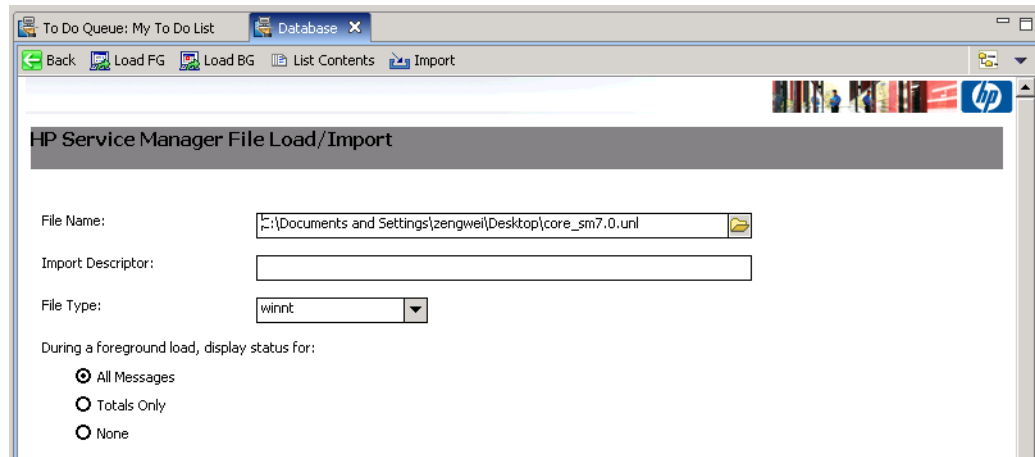 To Do Queue: My To Do List
Database
Back Load FG Load BG List Contents Import
hp
HP Service Manager File Load/Import
File Name:
C:\Documents and Settings\zengwei\Desktop\core_sm7.0.unl
Import Descriptor:
File Type:
winnt
During a foreground load, display status for:
All Messages
Totals Only
None